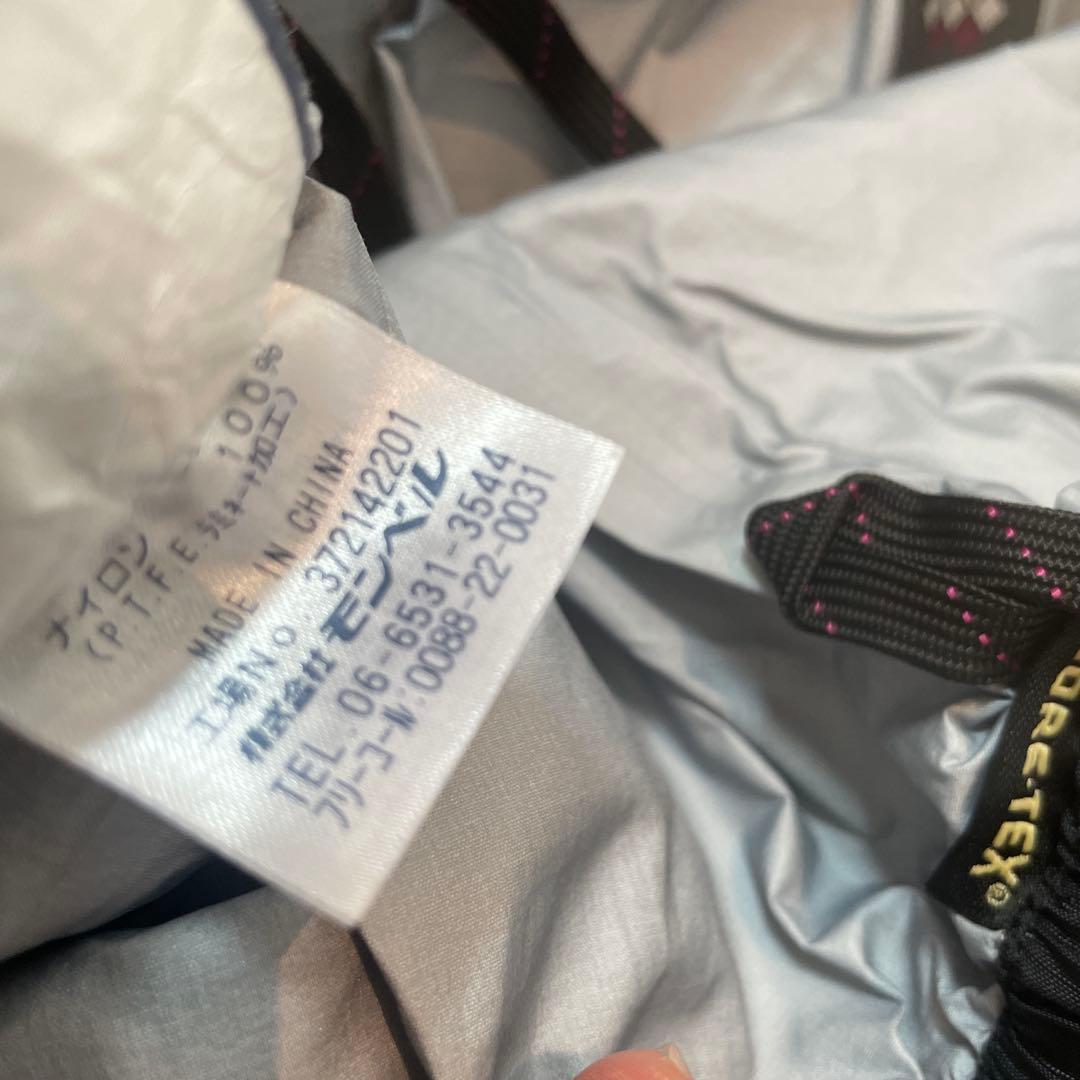 ナイロン 100%
(P.T.F.E.ラミネート加工)
MADE IN CHINA
工場No 3721422201
株式会社 モンベル
TEL.06-6531-3544
フリーコール:0088-22-0031
GORE-TEX®